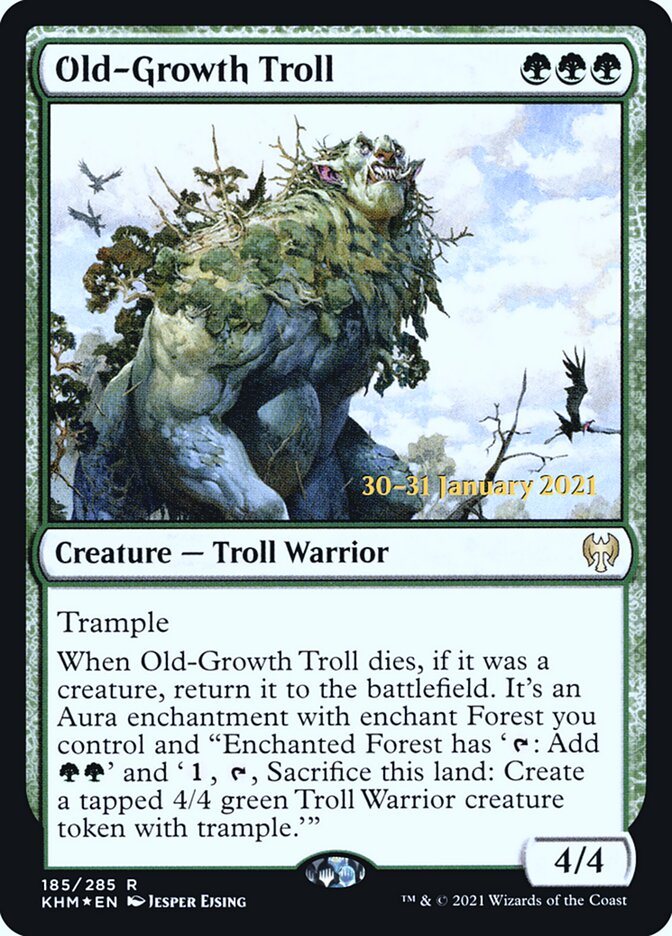 Old-Growth Troll
30-31 January 2021
Creature — Troll Warrior
Trample
When Old-Growth Troll dies, if it was a
creature, return it to the battlefield. It's an
Aura enchantment with enchant Forest you
control and “Enchanted Forest has ‘: Add
’ and ‘1, , Sacrifice this land: Create
a tapped 4/4 green Troll Warrior creature
token with trample.’”
4/4
185/285 R
KHM★EN Jesper Ejsing
™ & © 2021 Wizards of the Coast